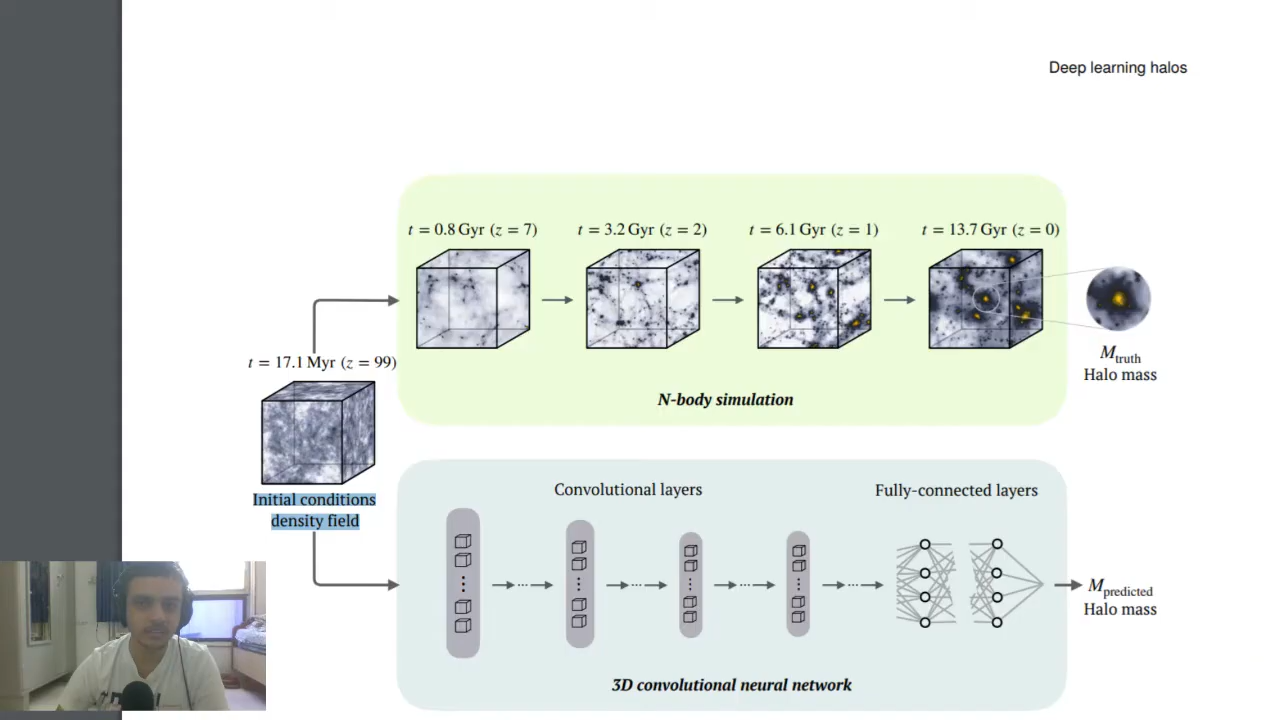 Deep learning halos
t = 0.8 Gyr (z = 7)
t = 3.2 Gyr (z = 2)
t = 6.1 Gyr (z = 1)
t = 13.7 Gyr (z = 0)
M_truth
Halo mass
N-body simulation
t = 17.1 Myr (z = 99)
Initial conditions
density field
Convolutional layers
Fully-connected layers
M_predicted
Halo mass
3D convolutional neural network